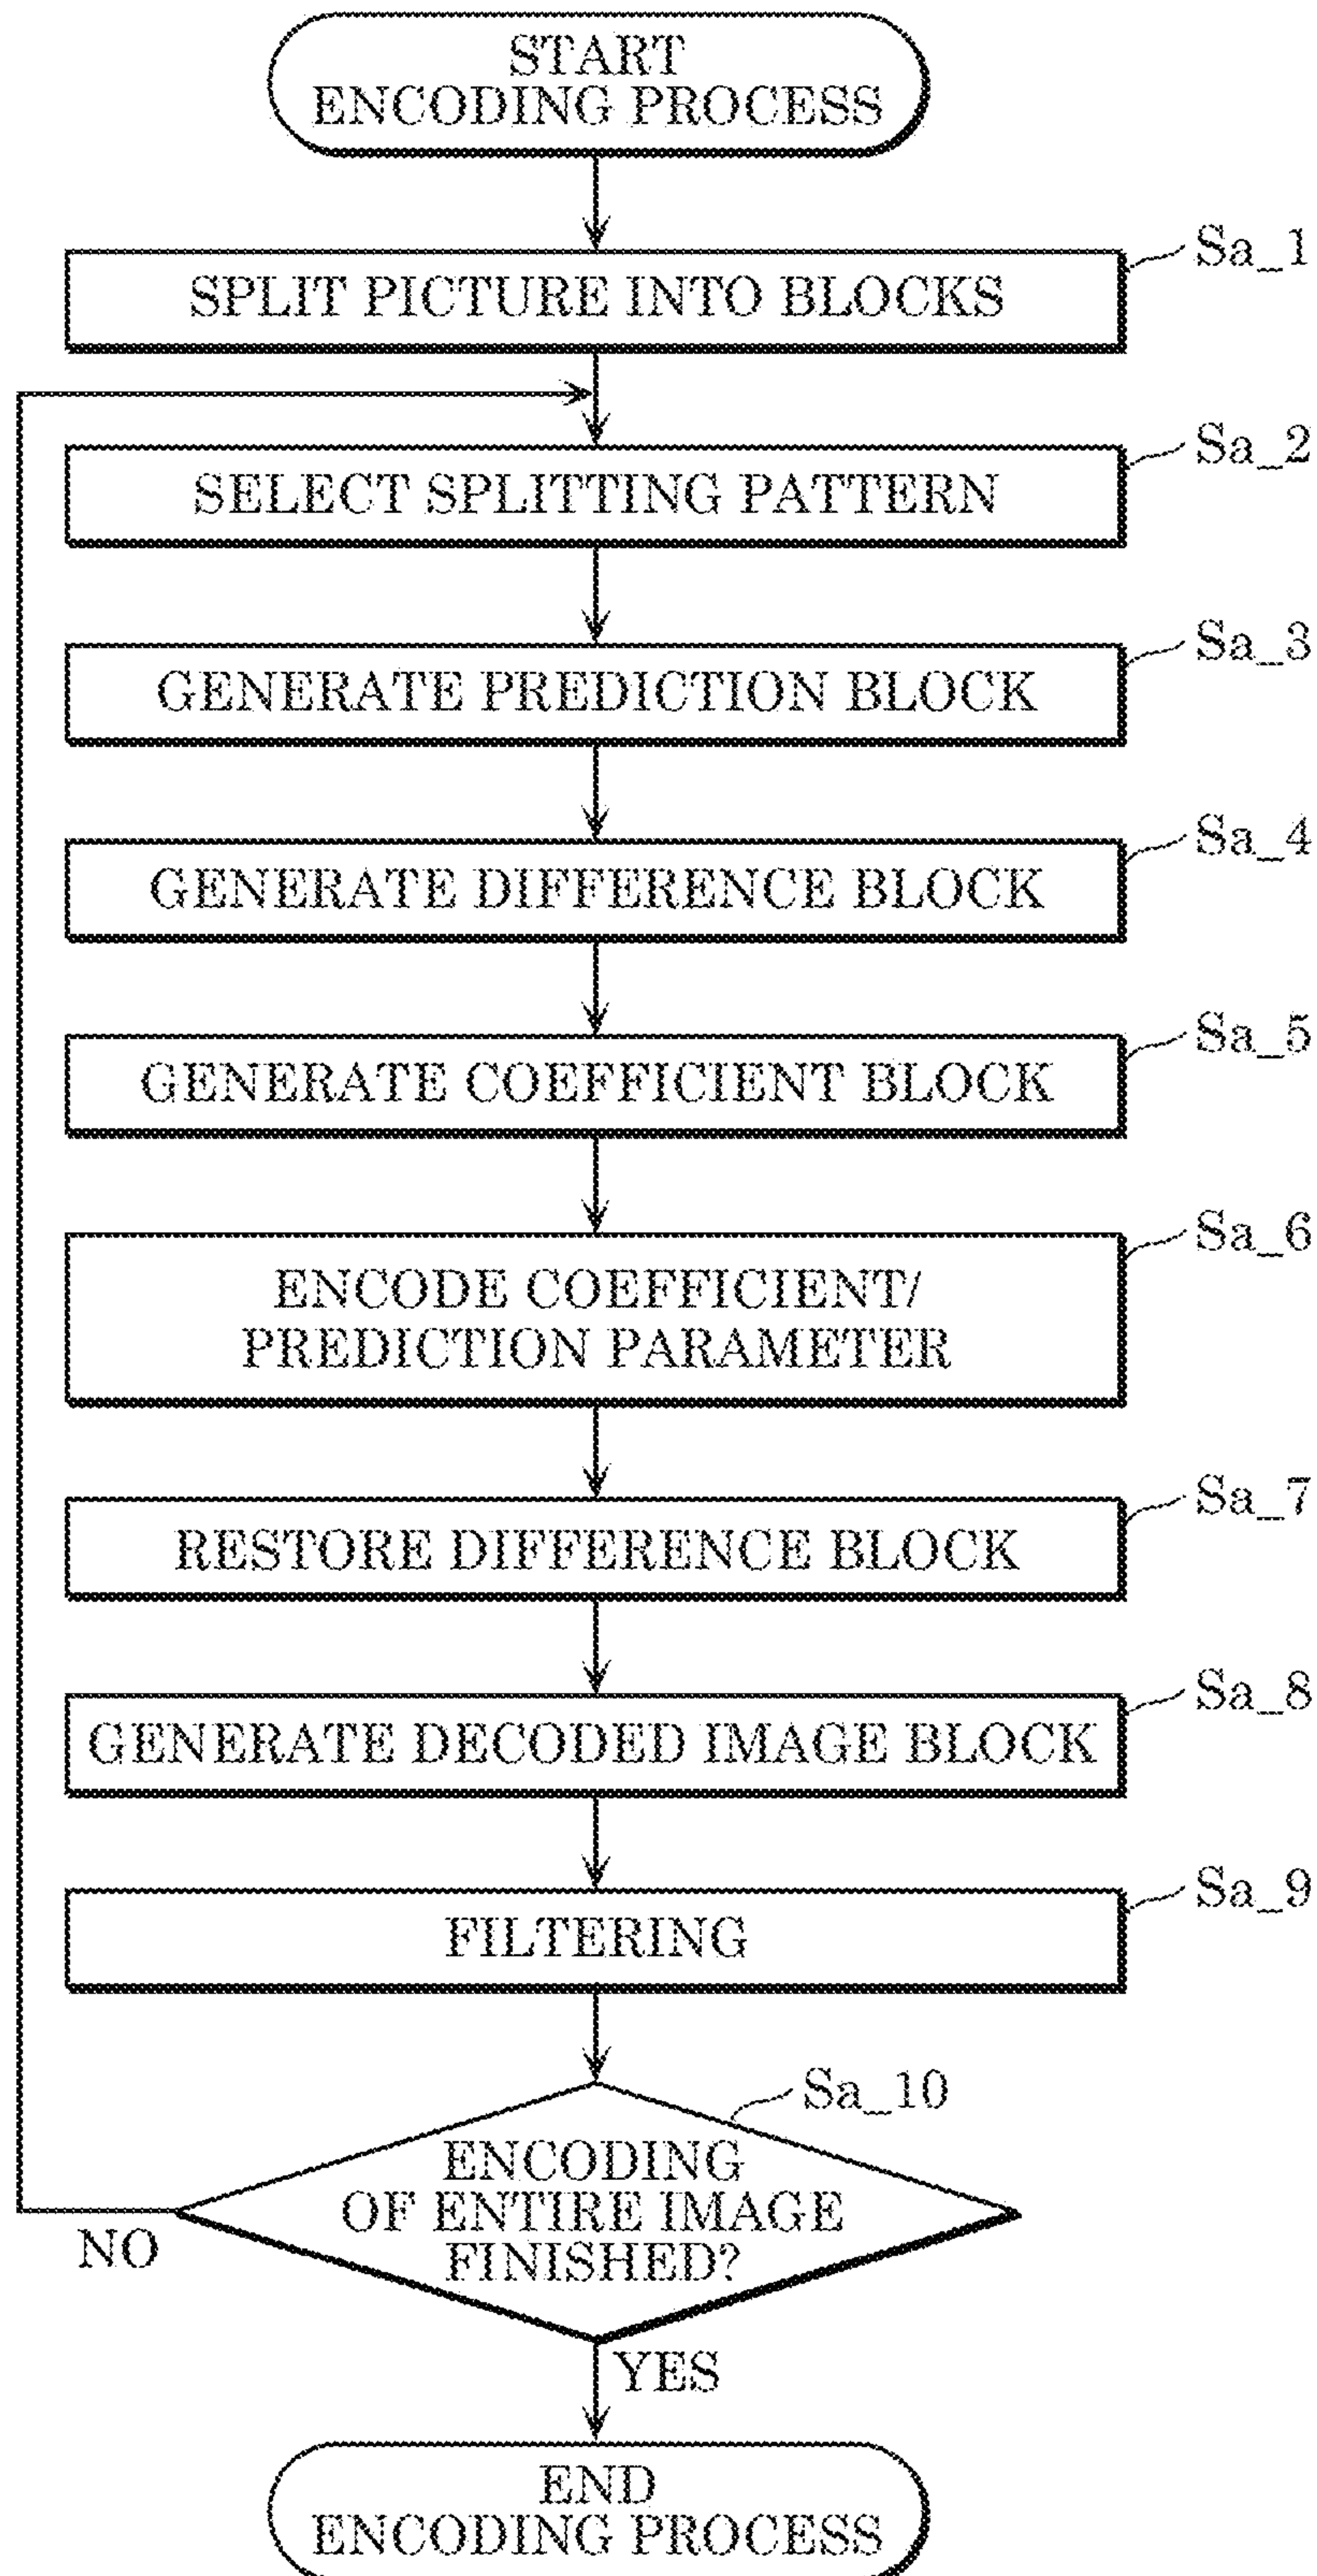 START
ENCODING PROCESS
Sa_1
SPLIT PICTURE INTO BLOCKS
Sa_2
SELECT SPLITTING PATTERN
Sa_3
GENERATE PREDICTION BLOCK
Sa_4
GENERATE DIFFERENCE BLOCK
Sa_5
GENERATE COEFFICIENT BLOCK
Sa_6
ENCODE COEFFICIENT/
PREDICTION PARAMETER
Sa_7
RESTORE DIFFERENCE BLOCK
Sa_8
GENERATE DECODED IMAGE BLOCK
Sa_9
FILTERING
Sa_10
ENCODING
OF ENTIRE IMAGE
FINISHED?
NO
YES
END
ENCODING PROCESS